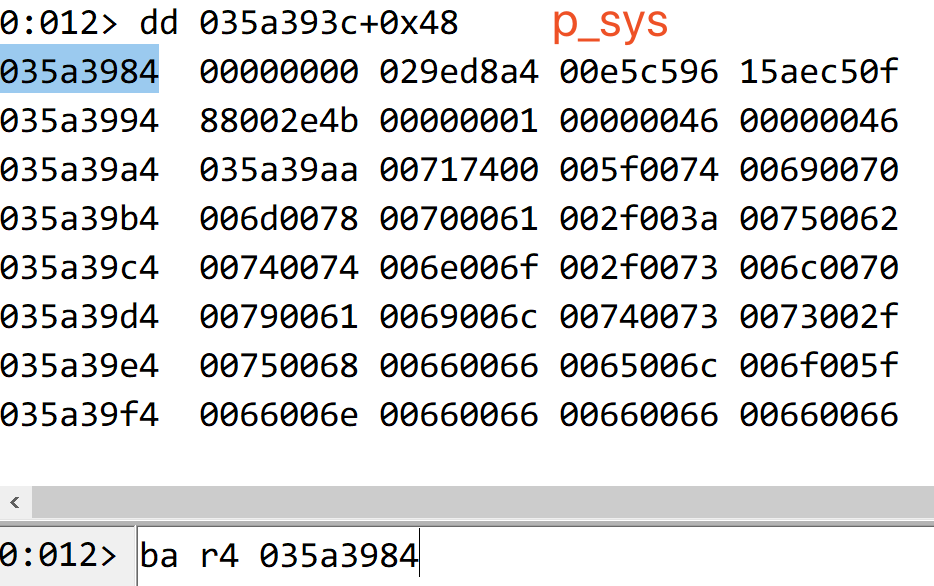 0:012> dd 035a393c+0x48 p_sys
035a3984 00000000 029ed8a4 00e5c596 15aec50f
035a3994 88002e4b 00000001 00000046 00000046
035a39a4 035a39aa 00717400 005f0074 00690070
035a39b4 006d0078 00700061 002f003a 00750062
035a39c4 00740074 006e006f 002f0073 006c0070
035a39d4 00790061 0069006c 00740073 0073002f
035a39e4 00750068 00660066 0065006c 006f005f
035a39f4 0066006e 00660066 00660066 00660066
0:012> ba r4 035a3984